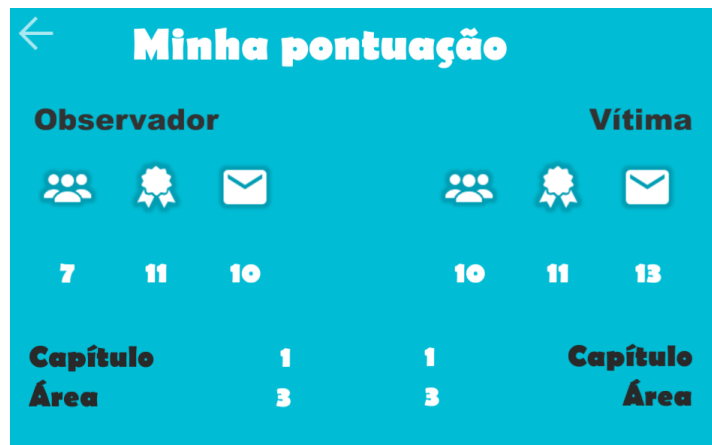 Minha pontuação
Observador Vítima
7 11 10 10 11 13
Capítulo 1 1 Capítulo
Área 3 3 Área